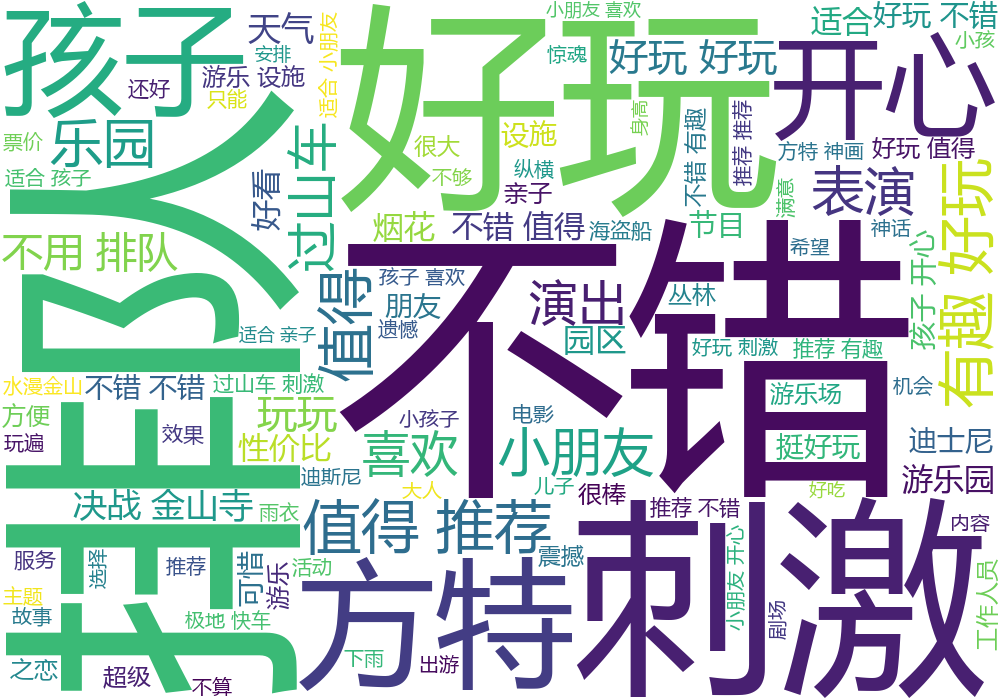 孩子
天气
小朋友
适合 小朋友
安排
好玩
小朋友 喜欢
适合
好玩 不错
小孩
惊魂
好玩 好玩
开心
还好
游乐 设施
只能
票价
乐园
适合 孩子
好看
过山车
排队 人
很大
设施
不够
纵横
亲子
身高
不错 有趣
推荐 推荐
方特 神画
好玩 值得
满意
表演
有趣 好玩
不用 排队
烟花
不错 值得
海盗船
节目
希望
神话
孩子 开心
孩子 喜欢
朋友
遗憾
值得
演出
园区
丛林
适合 亲子
不错
好玩 刺激
推荐 有趣
水漫金山
不错 不错
过山车 刺激
游乐场
机会
方便
玩遍
效果
玩玩
性价比
小孩子
电影
喜欢
小朋友
挺好玩
迪士尼
迪斯尼
大人
儿子
很棒
好吃
游乐园
决战 金山寺
雨衣
值得 推荐
推荐 不错
刺激
内容
服务
选择
推荐
可惜
游乐
活动
震撼
方特
小朋友 开心
剧场
工作人员
主题
故事
极地 快车
之恋
超级
不算
下雨
出游